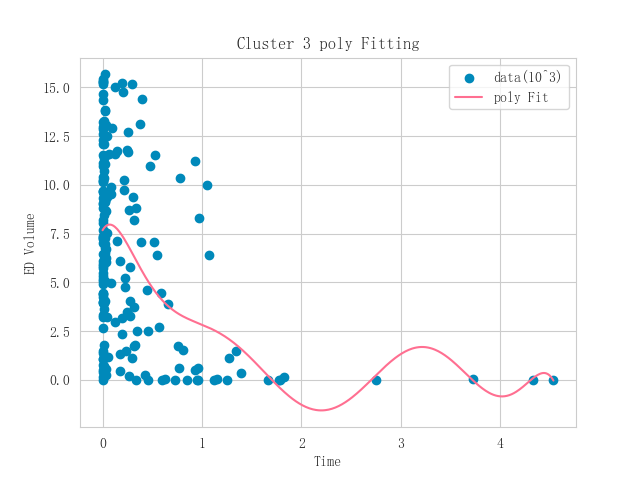 Cluster 3 poly Fitting
data(10^3)
poly Fit
ED Volume
15.0
12.5
10.0
7.5
5.0
2.5
0.0
0 1 2 3 4
Time